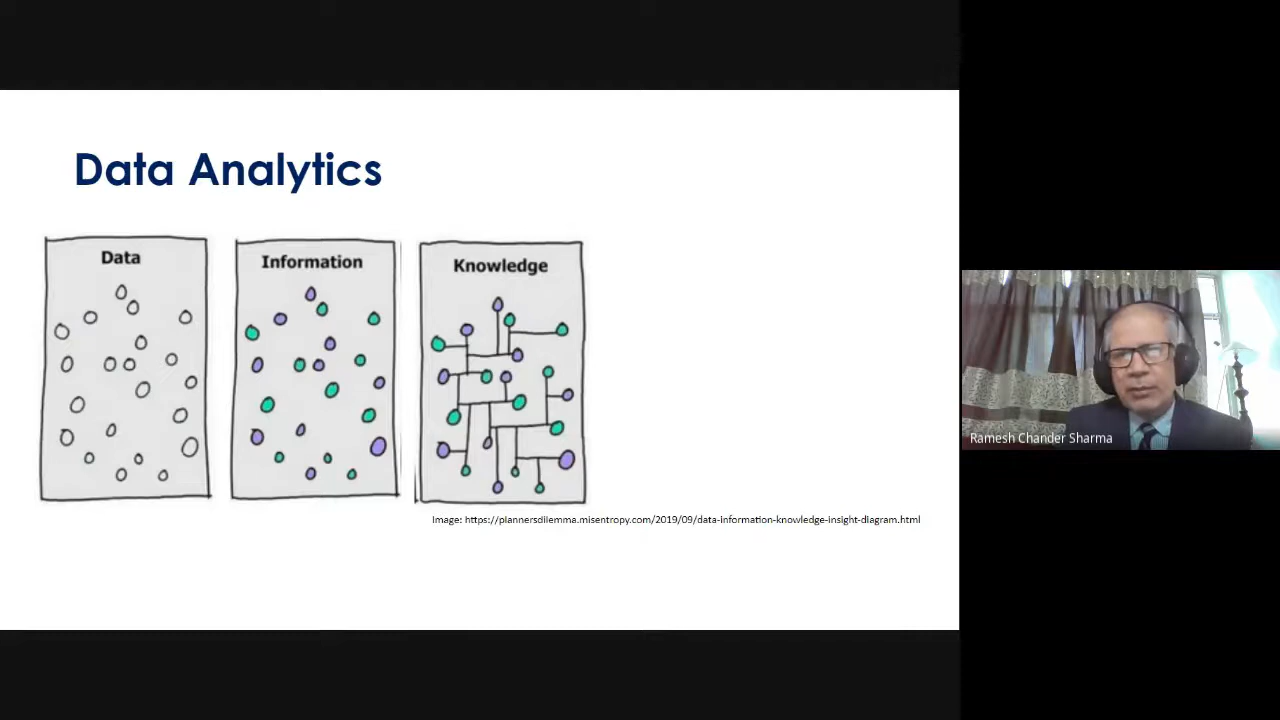 Data Analytics
Data
Information
Knowledge
Image: https://plannersdilemma.misentropy.com/2019/09/data-information-knowledge-insight-diagram.html
Ramesh Chander Sharma